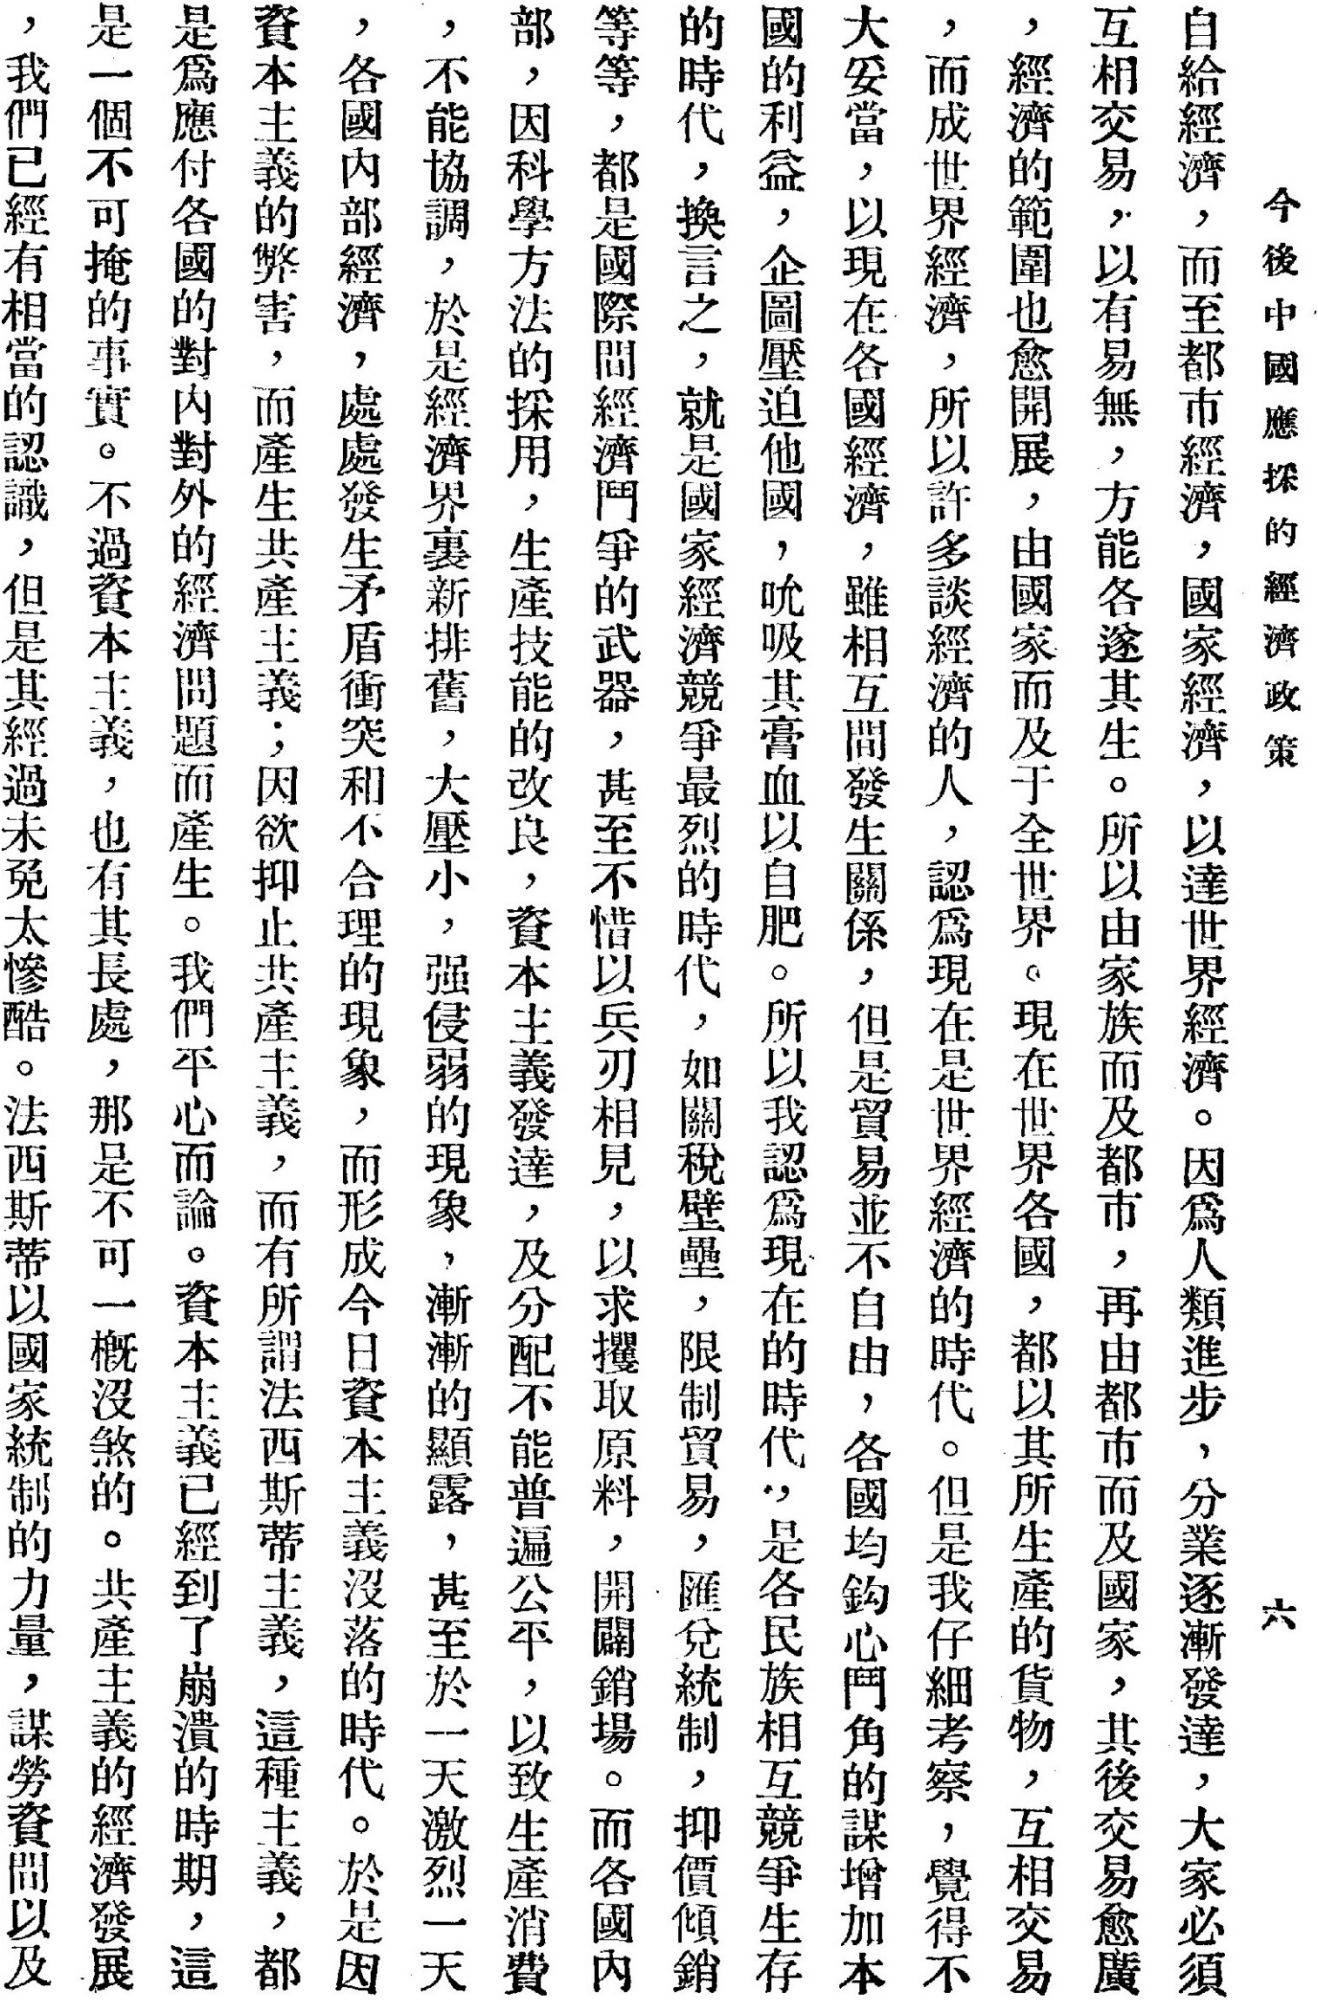 今後中國應採的經濟政策
六
自給經濟，而至都市經濟，國家經濟，以達世界經濟。因爲人類進步，分業逐漸發達，大家必須
互相交易，以有易無，方能各遂其生。所以由家族而及都市，再由都市而及國家，其後交易愈廣
，經濟的範圍也愈開展，由國家而及于全世界。現在世界各國，都以其所生產的貨物，互相交易
，而成世界經濟，所以許多談經濟的人，認爲現在是世界經濟的時代。但是我仔細考察，覺得不
大妥當，以現在各國經濟，雖相互間發生關係，但是貿易並不自由，各國均鈎心鬥角的謀增加本
國的利益，企圖壓迫他國，吮吸其膏血以自肥。所以我認爲現在的時代，是各民族相互競爭生存
的時代，換言之，就是國家經濟競爭最烈的時代，如關稅壁壘，限制貿易，匯兌統制，抑價傾銷
等等，都是國際間經濟鬥爭的武器，甚至不惜以兵刃相見，以求攫取原料，開闢銷場。而各國內
部，因科學方法的採用，生產技能的改良，資本主義發達，及分配不能普遍公平，以致生產消費
，不能協調，於是經濟界裏新排舊，大壓小，强侵弱的現象，漸漸的顯露，甚至於一天激烈一天
，各國內部經濟，處處發生矛盾衝突和不合理的現象，而形成今日資本主義沒落的時代。於是因
資本主義的弊害，而產生共產主義；因欲抑止共產主義，而有所謂法西斯蒂主義，這種主義，都
是爲應付各國的對內對外的經濟問題而產生。我們平心而論。資本主義已經到了崩潰的時期，這
是一個不可掩的事實。不過資本主義，也有其長處，那是不可一概沒煞的。共產主義的經濟發展
，我們已經有相當的認識，但是其經過未免太慘酷。法西斯蒂以國家統制的力量，謀勞資間以及